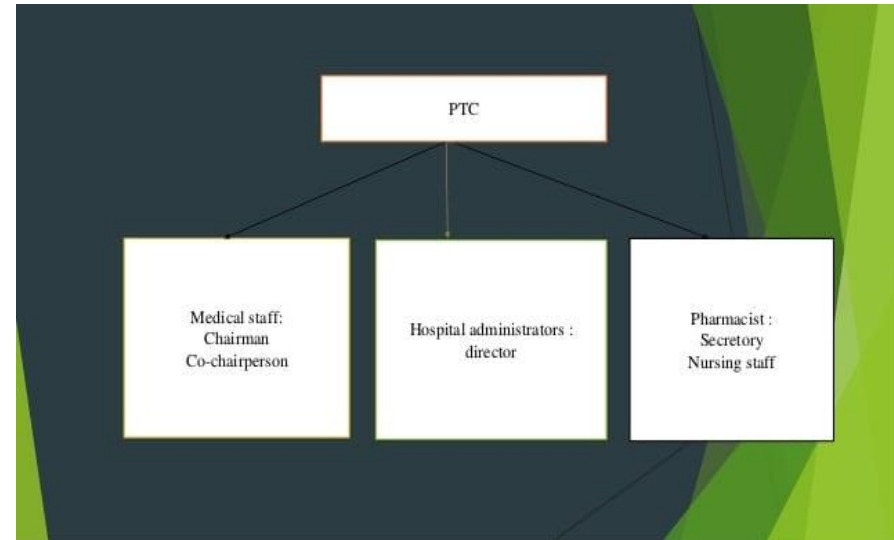 PTC
Medical staff:
Chairman
Co-chairperson
Hospital administrators :
director
Pharmacist :
Secretory
Nursing staff